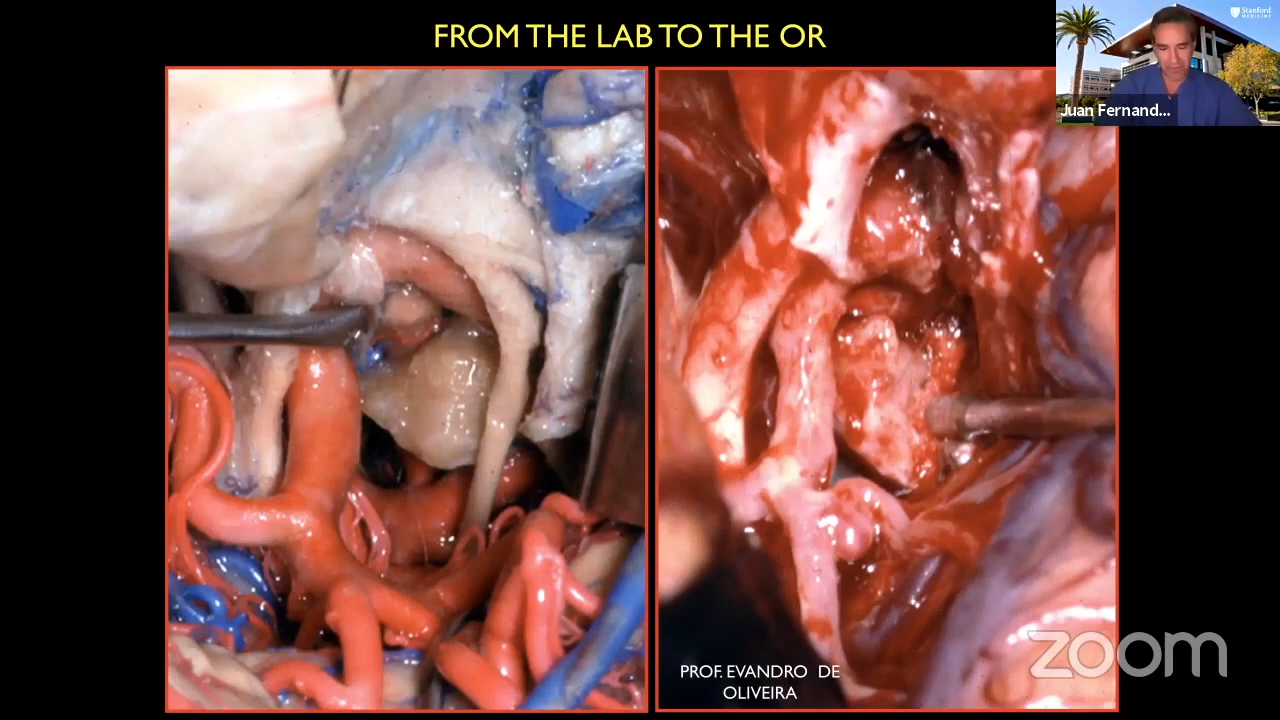 FROM THE LAB TO THE OR
Stanford
MEDICINE
Juan Fernand...
PROF. EVANDRO DE
OLIVEIRA
zoom